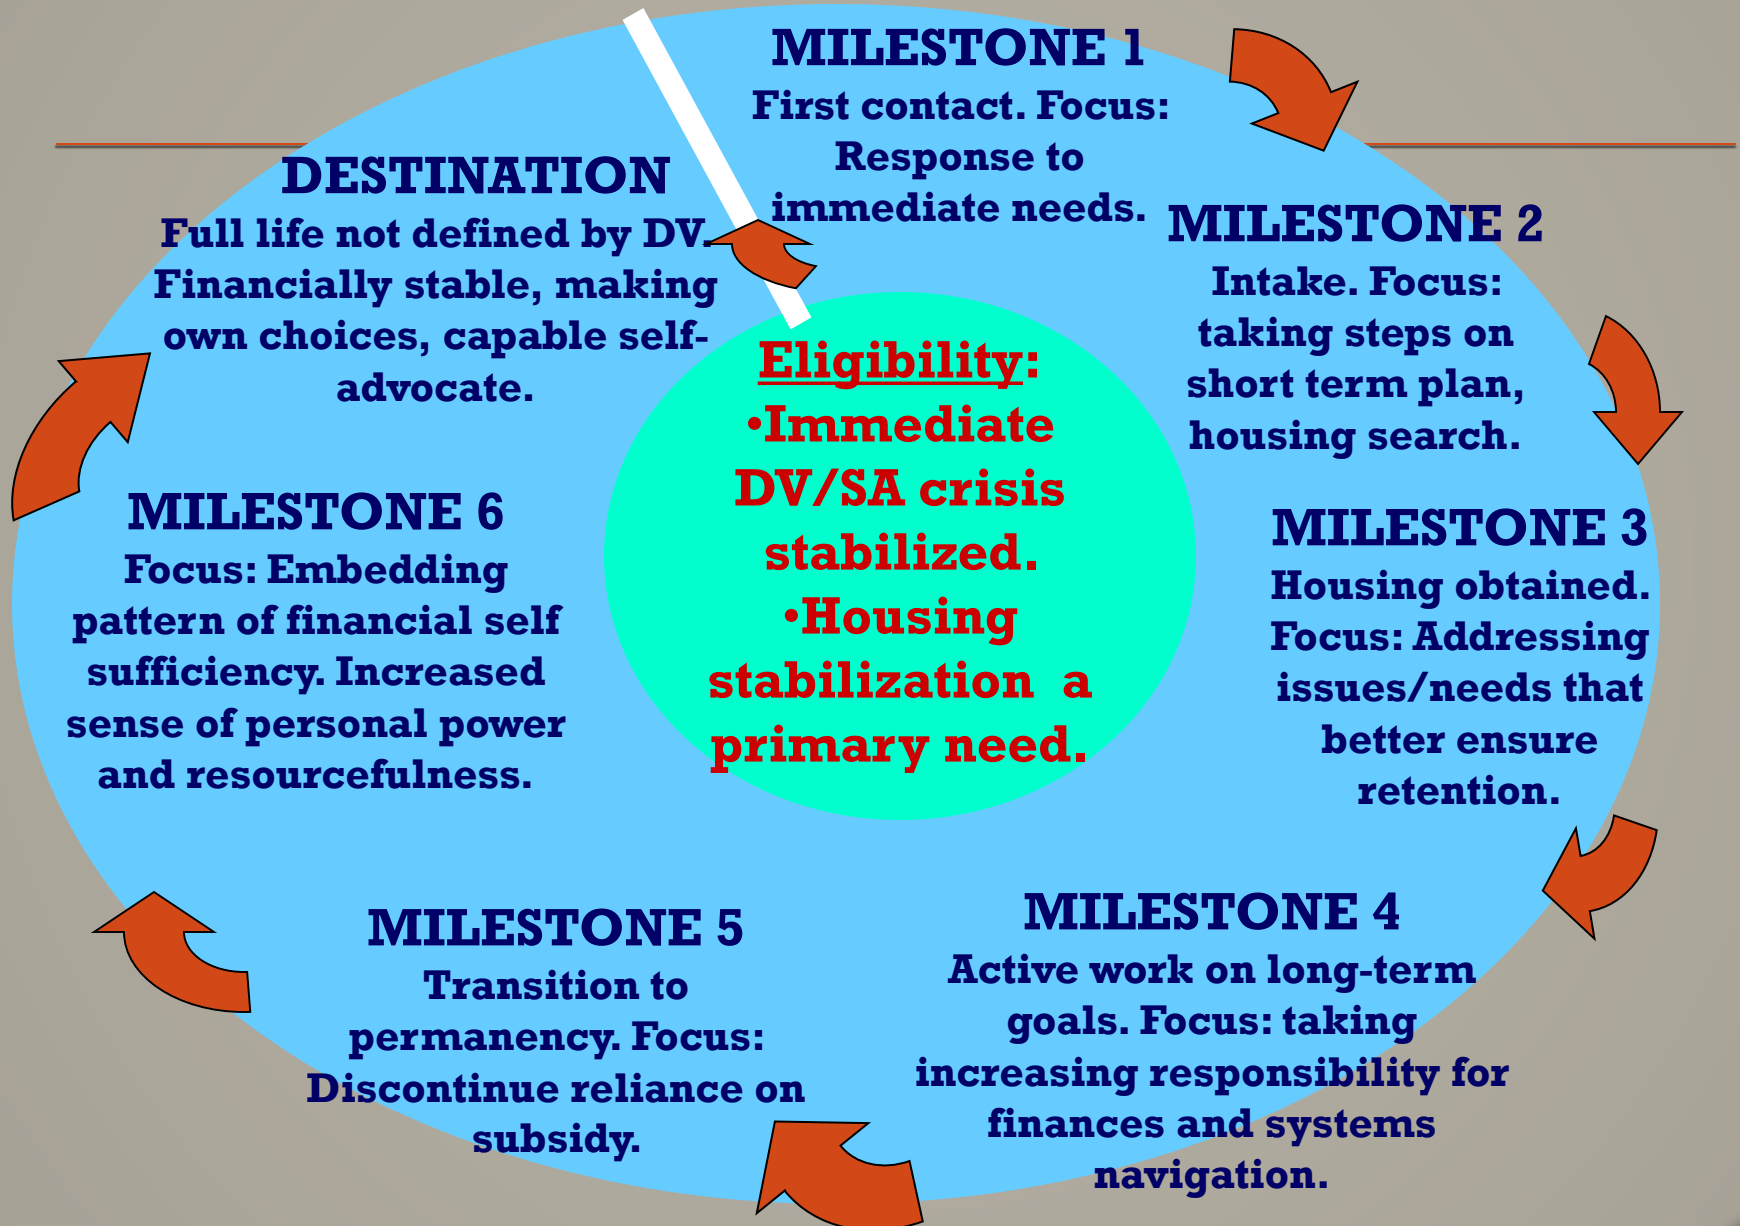 MILESTONE 1
First contact. Focus:
Response to
immediate needs.
MILESTONE 2
Intake. Focus:
taking steps on
short term plan,
housing search.
MILESTONE 3
Housing obtained.
Focus: Addressing
issues/needs that
better ensure
retention.
MILESTONE 4
Active work on long-term
goals. Focus: taking
increasing responsibility for
finances and systems
navigation.
MILESTONE 5
Transition to
permanency. Focus:
Discontinue reliance on
subsidy.
MILESTONE 6
Focus: Embedding
pattern of financial self
sufficiency. Increased
sense of personal power
and resourcefulness.
DESTINATION
Full life not defined by DV.
Financially stable, making
own choices, capable self-
advocate.
Eligibility:
•Immediate
DV/SA crisis
stabilized.
•Housing
stabilization a
primary need.